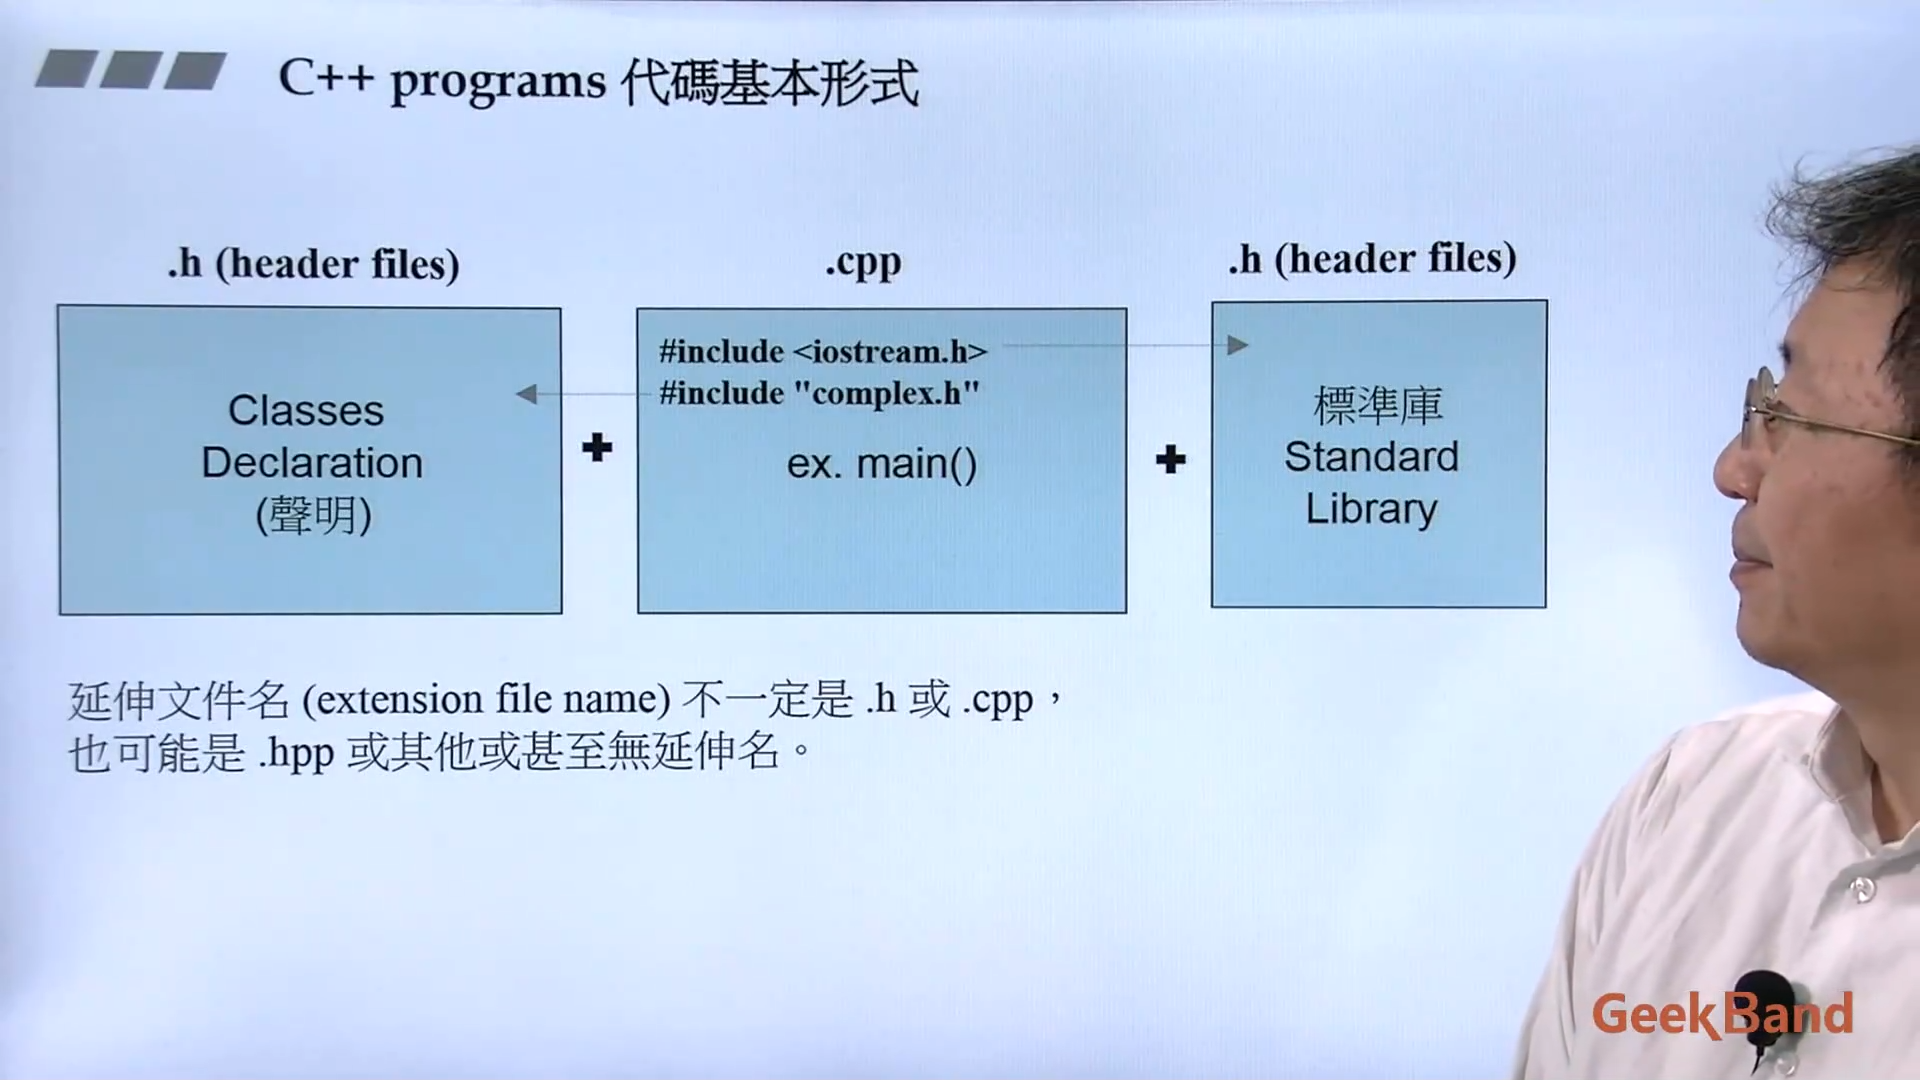 C++ programs 代碼基本形式
.h (header files)
.cpp
.h (header files)
Classes
Declaration
(聲明)
#include <iostream.h>
#include "complex.h"
ex. main()
標準庫
Standard
Library
延伸文件名 (extension file name) 不一定是 .h 或 .cpp，
也可能是 .hpp 或其他或甚至無延伸名。
GeekBand